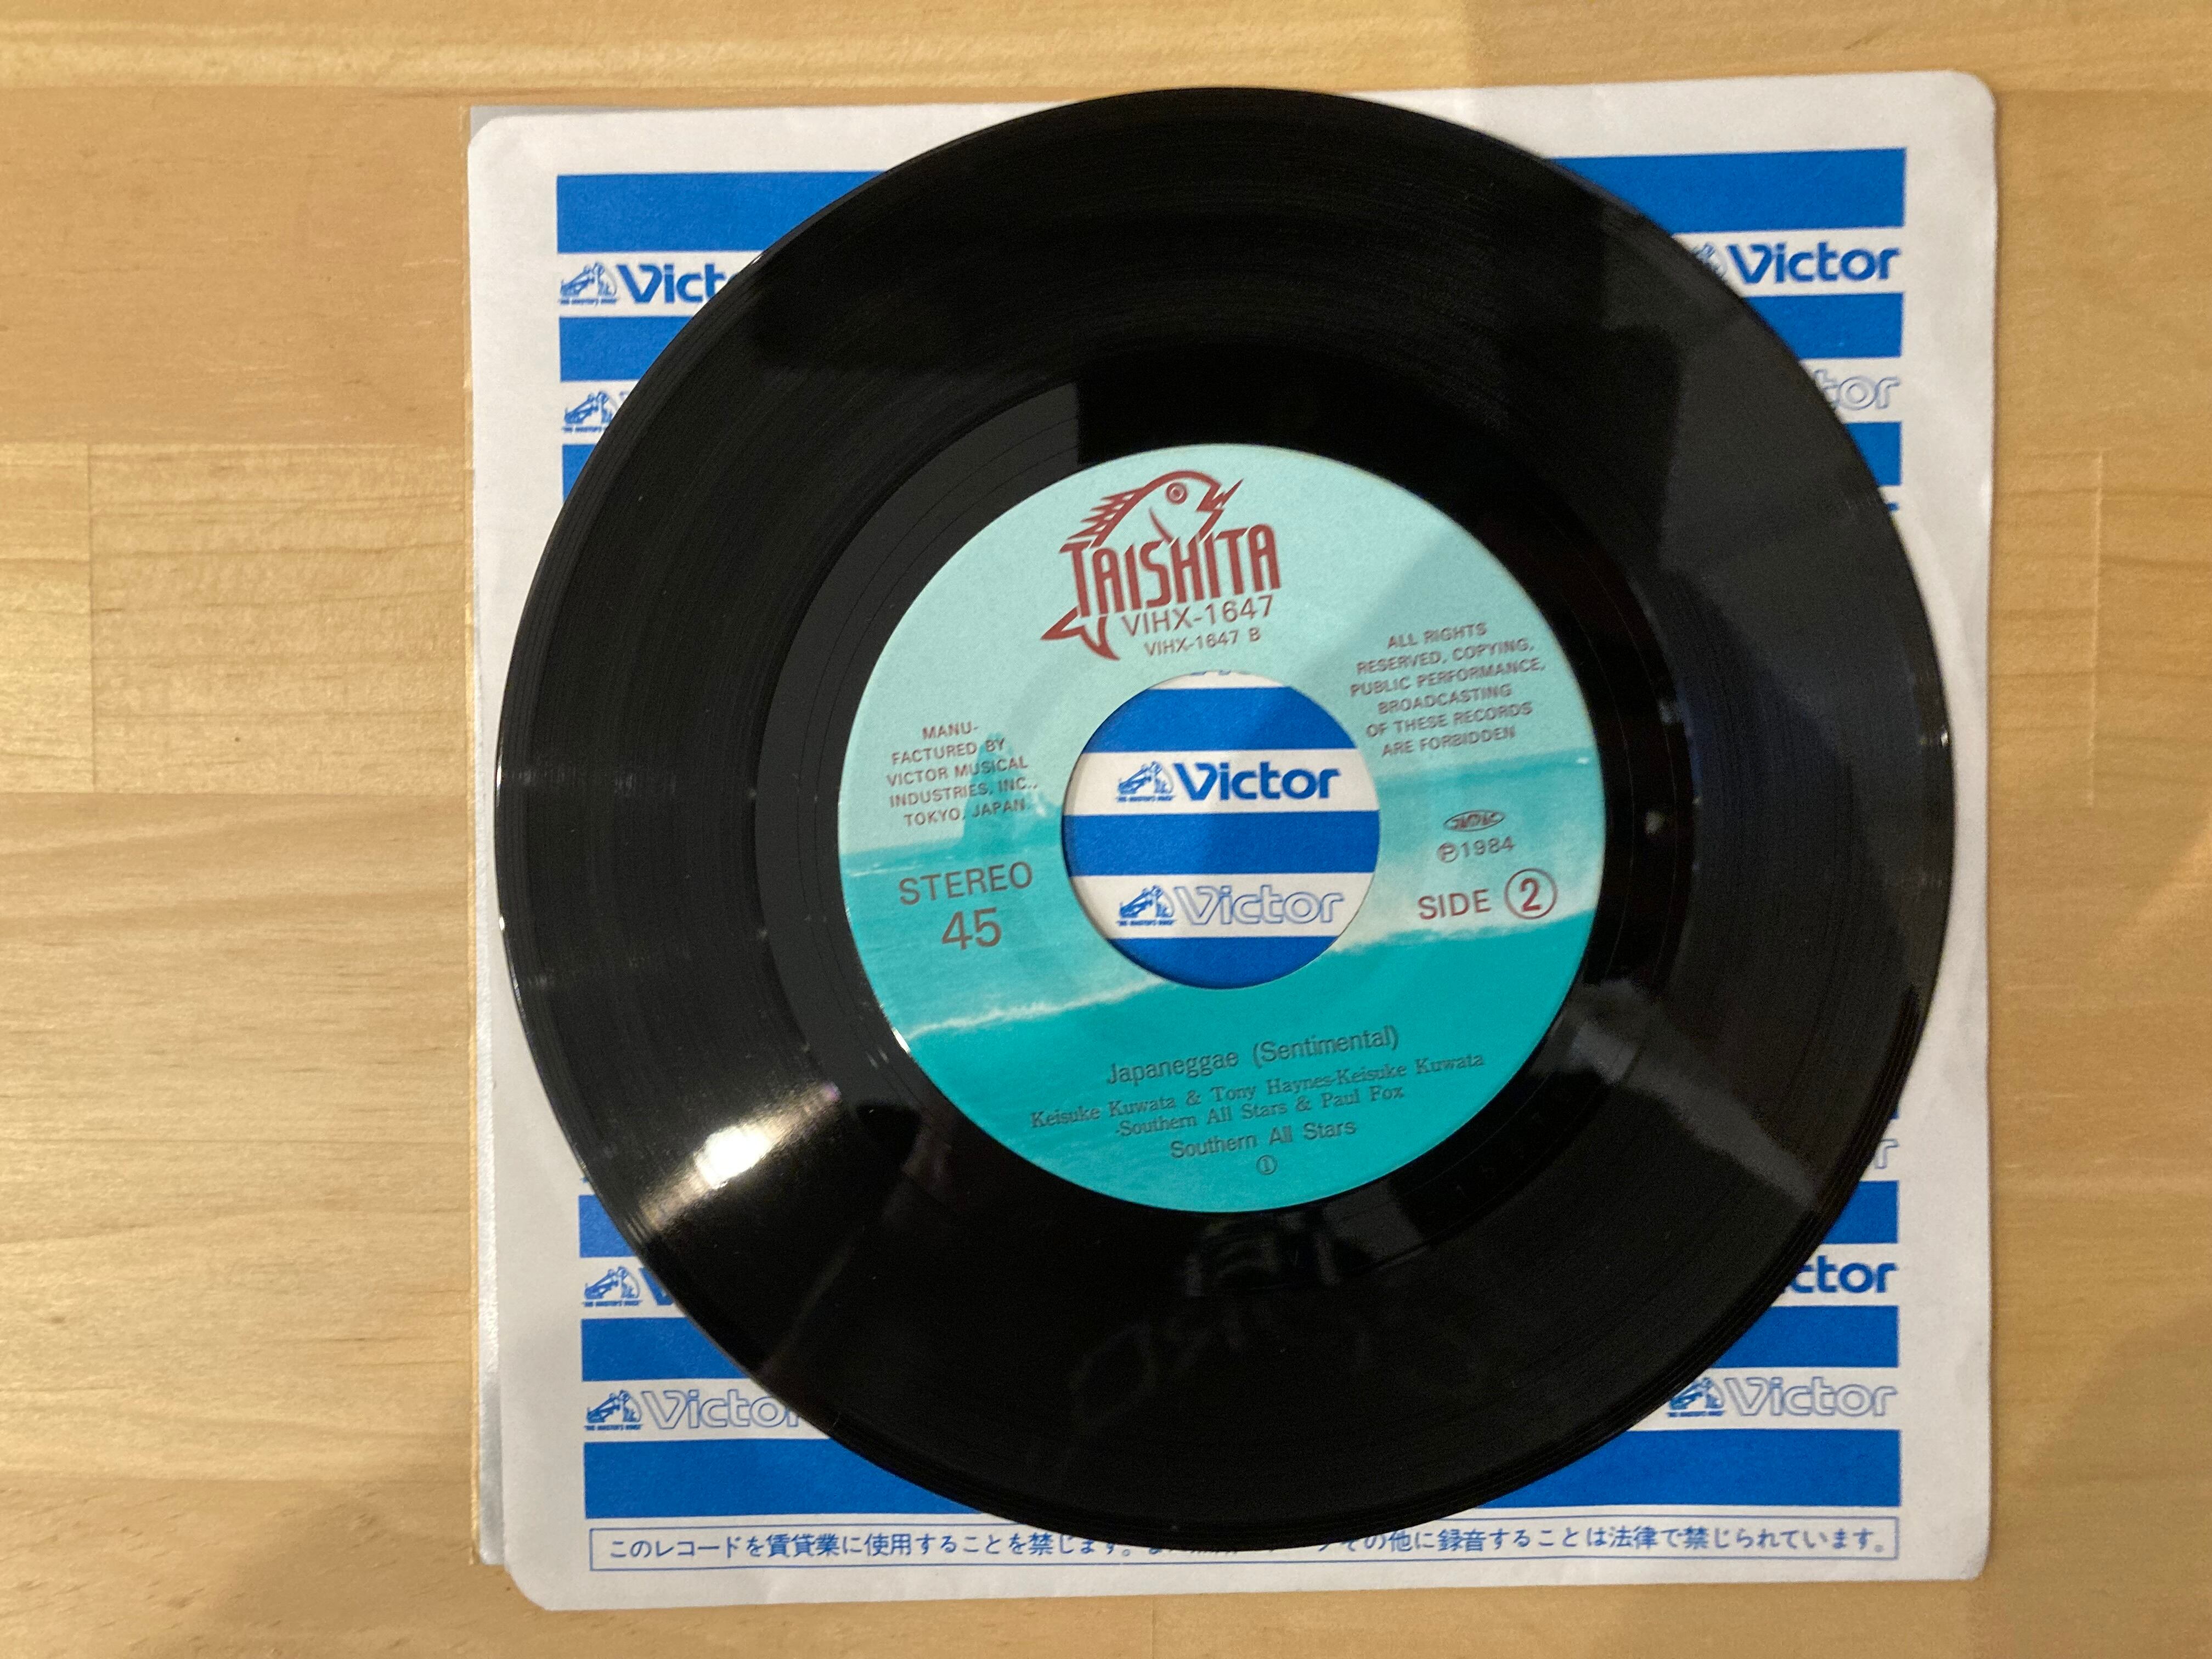 Victor
Victor
TAISHITA
VIHX-1647
VIHX-1647 B
MANU-
FACTURED BY
VICTOR MUSICAL
INDUSTRIES, INC.,
TOKYO, JAPAN
ALL RIGHTS
RESERVED, COPYING,
PUBLIC PERFORMANCE,
BROADCASTING
OF THESE RECORDS
ARE FORBIDDEN
Victor
Victor
STEREO
45
JASRAC
Ⓟ1984
SIDE ②
Japaneggae (Sentimental)
Keisuke Kuwata & Tony Haynes-Keisuke Kuwata
-Southern All Stars & Paul Fox
Southern All Stars
①
Victor
Victor
このレコードを賃貸業に使用することを禁じます。 その他に録音することは法律で禁じられています。